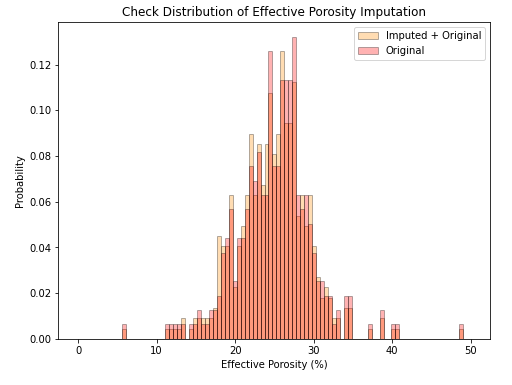 Check Distribution of Effective Porosity Imputation
Imputed + Original
Original
0.12
0.10
0.08
0.06
0.04
0.02
0.00
Probability
0 10 20 30 40 50
Effective Porosity (%)